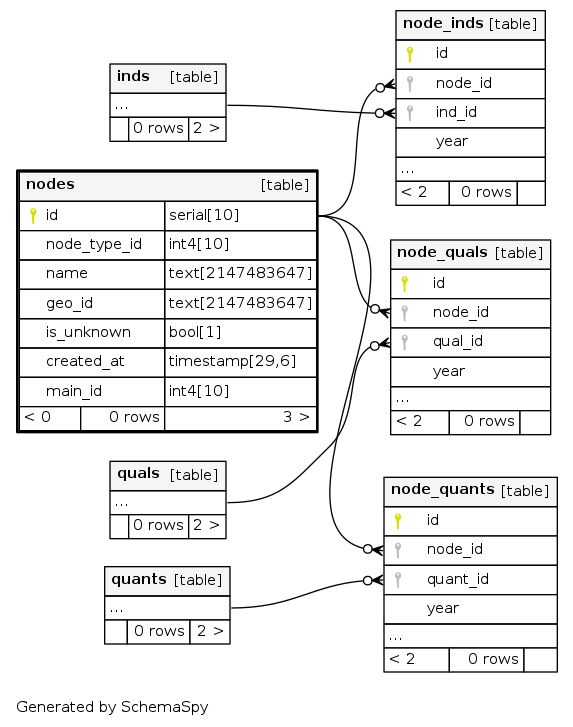 node_inds [table]
id
node_id
ind_id
year
...
< 2 0 rows
inds [table]
...
0 rows 2 >
nodes [table]
id serial[10]
node_type_id int4[10]
name text[2147483647]
geo_id text[2147483647]
is_unknown bool[1]
created_at timestamp[29,6]
main_id int4[10]
< 0 0 rows 3 >
node_quals [table]
id
node_id
qual_id
year
...
< 2 0 rows
quals [table]
...
0 rows 2 >
node_quants [table]
id
node_id
quant_id
year
...
< 2 0 rows
quants [table]
...
0 rows 2 >
Generated by SchemaSpy